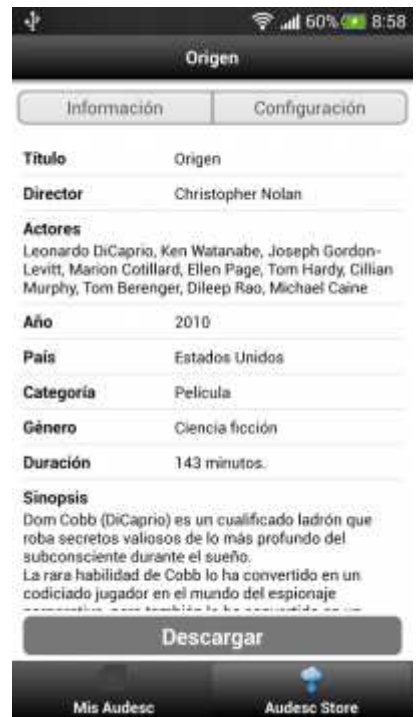 60% 8:58
Origen
Información Configuración
Título Origen
Director Christopher Nolan
Actores
Leonardo DiCaprio, Ken Watanabe, Joseph Gordon-
Levitt, Marion Cotillard, Ellen Page, Tom Hardy, Cillian
Murphy, Tom Berenger, Dileep Rao, Michael Caine
Año 2010
País Estados Unidos
Categoría Película
Género Ciencia ficción
Duración 143 minutos.
Sinopsis
Dom Cobb (DiCaprio) es un cualificado ladrón que
roba secretos valiosos de lo más profundo del
subconsciente durante el sueño.
La rara habilidad de Cobb lo ha convertido en un
codiciado jugador en el mundo del espionaje
Descargar
Mis Audesc Audesc Store